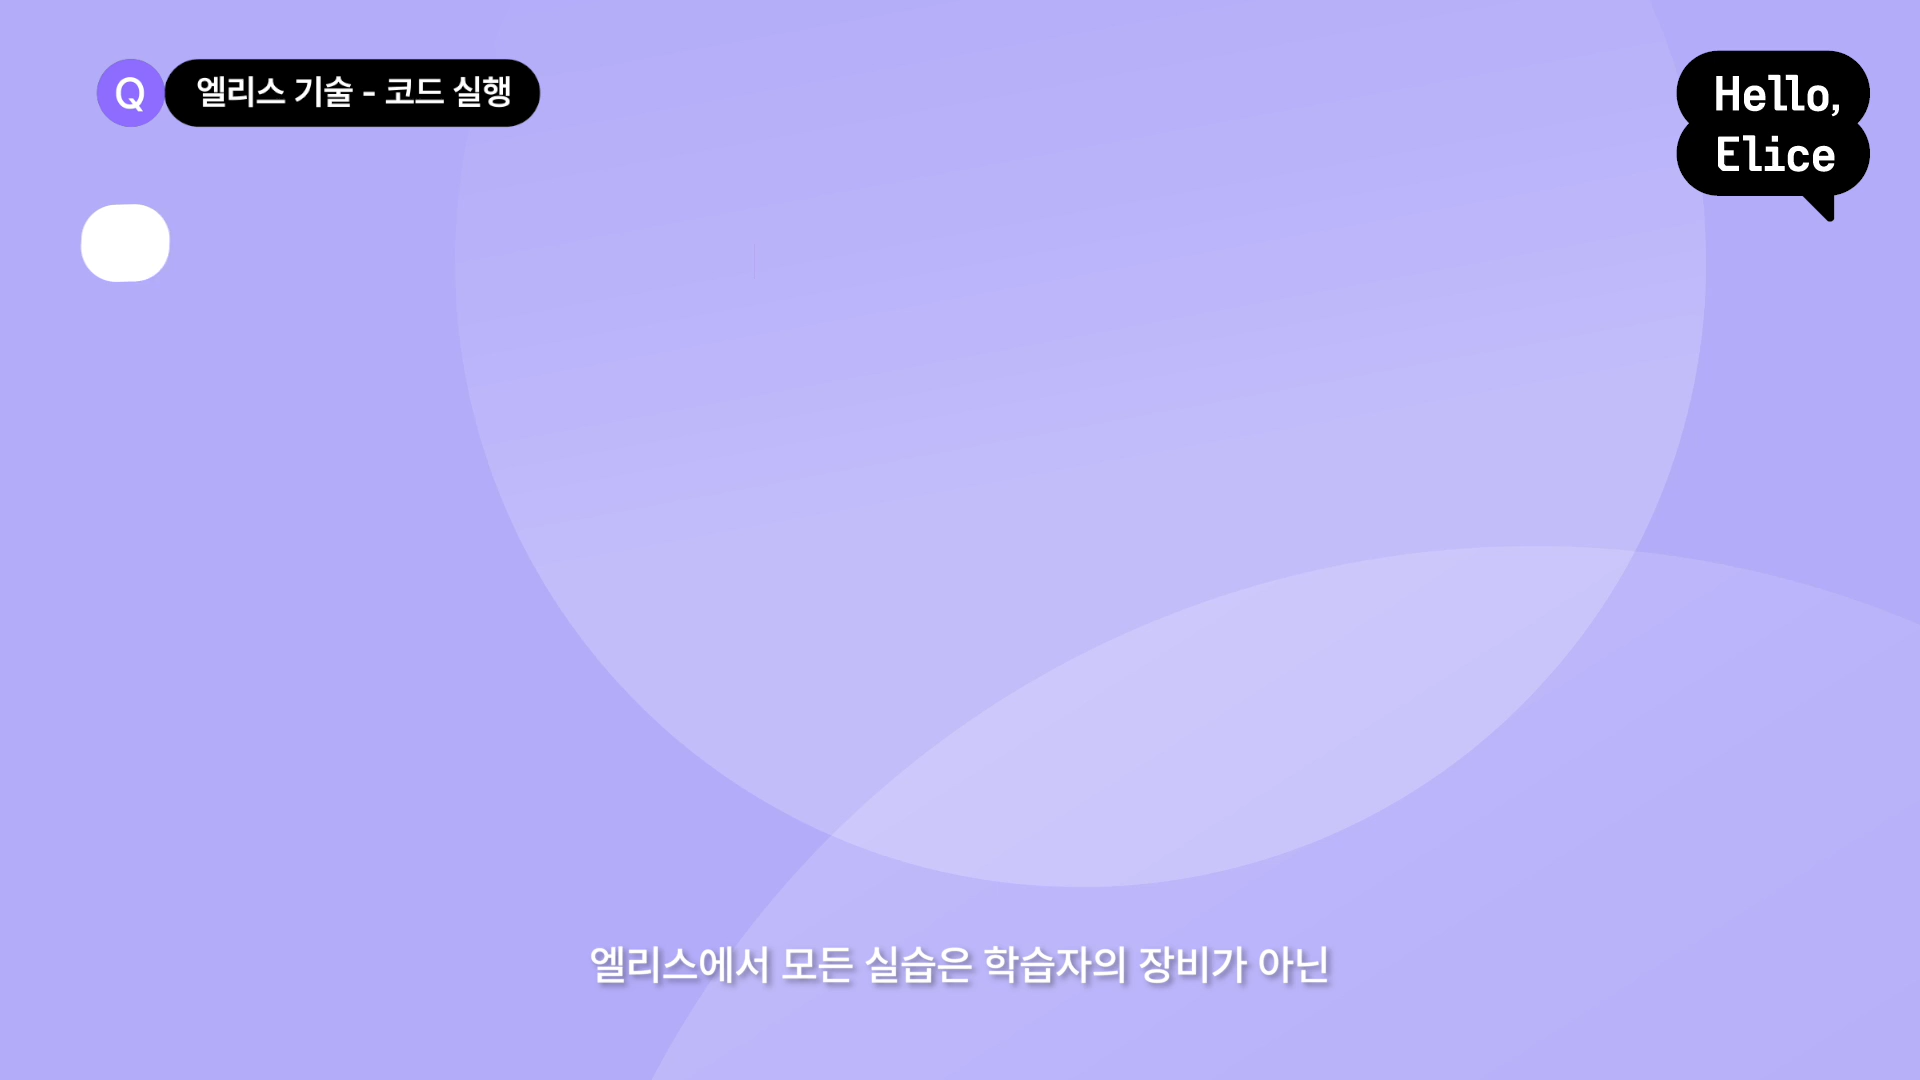 Q 엘리스 기술 - 코드 실행
Hello,
Elice
엘리스에서 모든 실습은 학습자의 장비가 아닌